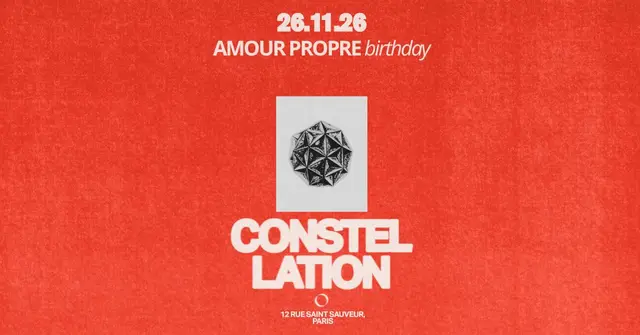 26.11.26
AMOUR PROPRE birthday
CONSTEL
LATION
12 RUE SAINT SAUVEUR,
PARIS